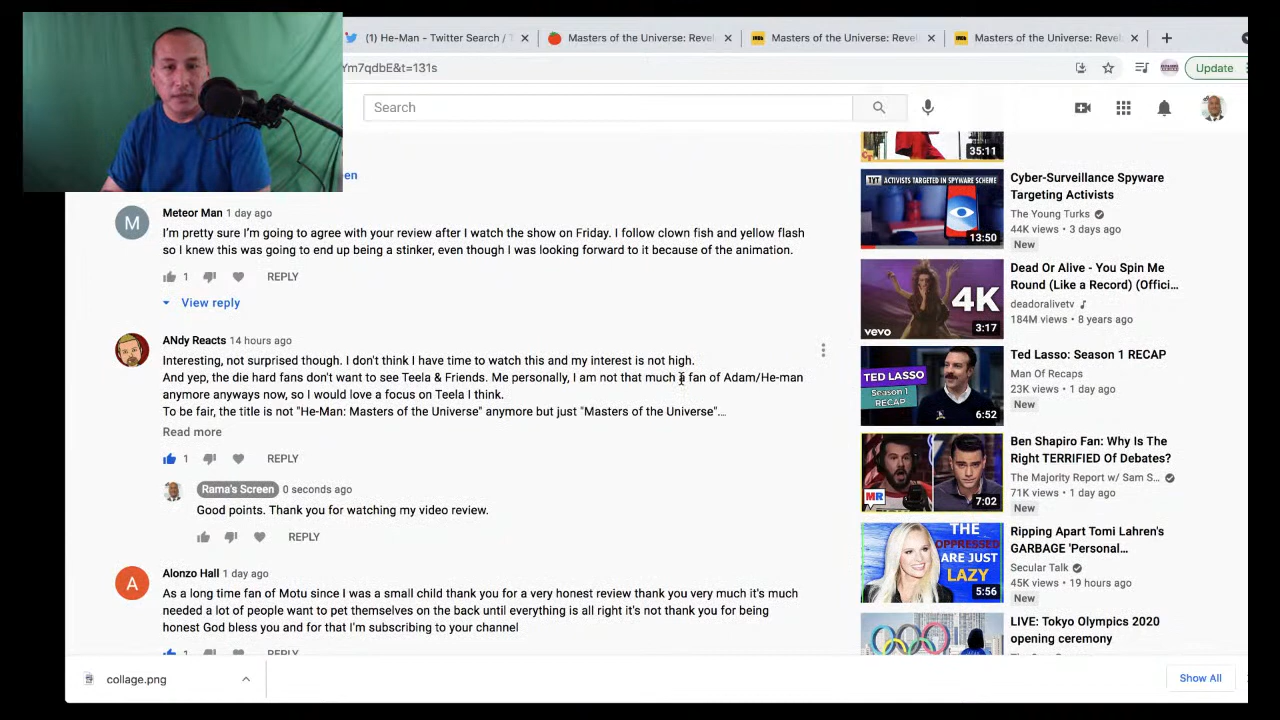 (1) He-Man - Twitter Search / T
Masters of the Universe: Revel
IMDb
Masters of the Universe: Revel
IMDb
Masters of the Universe: Revel
Ym7qdbE&t=131s
Update
Search
35:11
Meteor Man 1 day ago
I'm pretty sure I'm going to agree with your review after I watch the show on Friday. I follow clown fish and yellow flash
so I knew this was going to end up being a stinker, even though I was looking forward to it because of the animation.
1 REPLY
View reply
ANdy Reacts 14 hours ago
Interesting, not surprised though. I don't think I have time to watch this and my interest is not high.
And yep, the die hard fans don't want to see Teela & Friends. Me personally, I am not that much a fan of Adam/He-man
anymore anyways now, so I would love a focus on Teela I think.
To be fair, the title is not "He-Man: Masters of the Universe" anymore but just "Masters of the Universe"...
Read more
1 REPLY
Rama's Screen 0 seconds ago
Good points. Thank you for watching my video review.
REPLY
A
Alonzo Hall 1 day ago
As a long time fan of Motu since I was a small child thank you for a very honest review thank you very much it's much
needed a lot of people want to pet themselves on the back until everything is all right it's not thank you for being
honest God bless you and for that I'm subscribing to your channel
1 REPLY
M
TYT ACTIVISTS TARGETED IN SPYWARE SCHEME
13:50
Cyber-Surveillance Spyware
Targeting Activists
The Young Turks
44K views • 3 days ago
New
4K
vevo
3:17
Dead Or Alive - You Spin Me
Round (Like a Record) (Offici...
deadoralivetv
184M views • 8 years ago
TED LASSO
Season 1
RECAP
6:52
Ted Lasso: Season 1 RECAP
Man Of Recaps
23K views • 1 day ago
New
MR
7:02
Ben Shapiro Fan: Why Is The
Right TERRIFIED Of Debates?
The Majority Report w/ Sam S...
71K views • 1 day ago
New
THE
OPPRESSED
ARE JUST
LAZY
5:56
Ripping Apart Tomi Lahren's
GARBAGE 'Personal...
Secular Talk
45K views • 19 hours ago
New
LIVE: Tokyo Olympics 2020
opening ceremony
collage.png
Show All